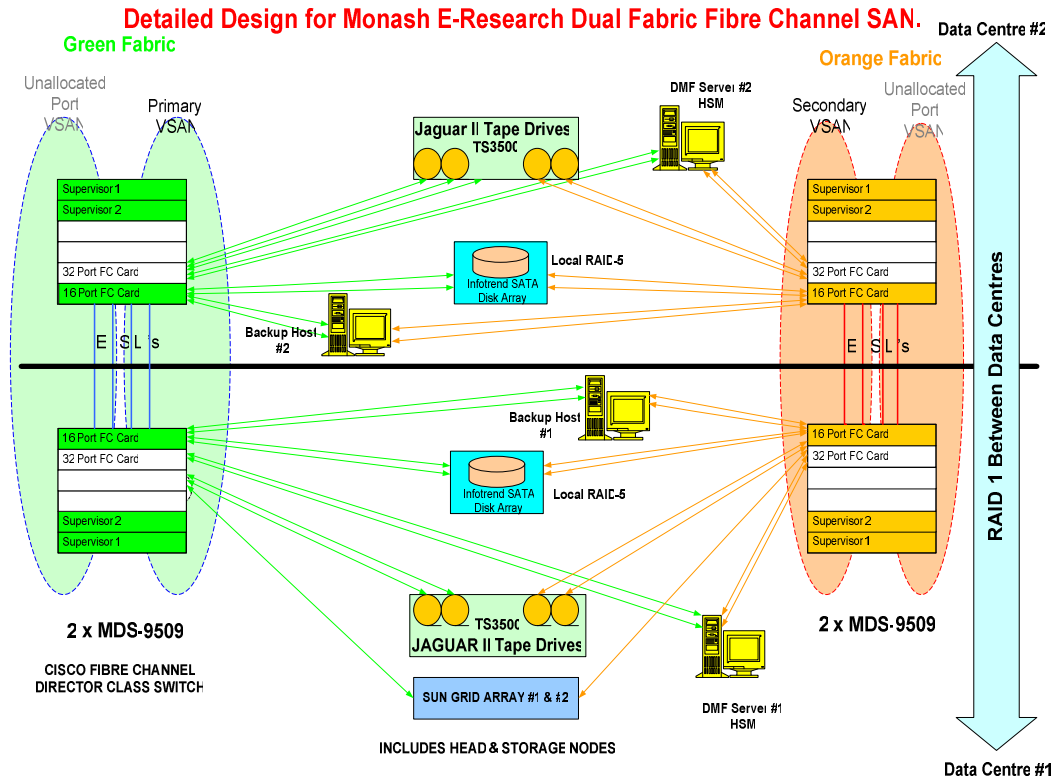 Detailed Design for Monash E-Research Dual Fabric Fibre Channel SAN.
Data Centre #2
Green Fabric
Orange Fabric
Unallocated
Port
VSAN
Primary
VSAN
Secondary
VSAN
Unallocated
Port
VSAN
DMF Server #2
HSM
Jaguar II Tape Drives
TS3500
Supervisor 1
Supervisor 2
32 Port FC Card
16 Port FC Card
Supervisor 1
Supervisor 2
32 Port FC Card
16 Port FC Card
Local RAID-5
Infotrend SATA
Disk Array
Backup Host
#2
E S L 's
E S L 's
RAID 1 Between Data Centres
Backup Host
#1
16 Port FC Card
32 Port FC Card
Supervisor 2
Supervisor 1
16 Port FC Card
32 Port FC Card
Supervisor 2
Supervisor 1
Infotrend SATA
Disk Array
Local RAID-5
TS3500
JAGUAR II Tape Drives
2 x MDS-9509
2 x MDS-9509
CISCO FIBRE CHANNEL
DIRECTOR CLASS SWITCH
SUN GRID ARRAY #1 & #2
DMF Server #1
HSM
INCLUDES HEAD & STORAGE NODES
Data Centre #1